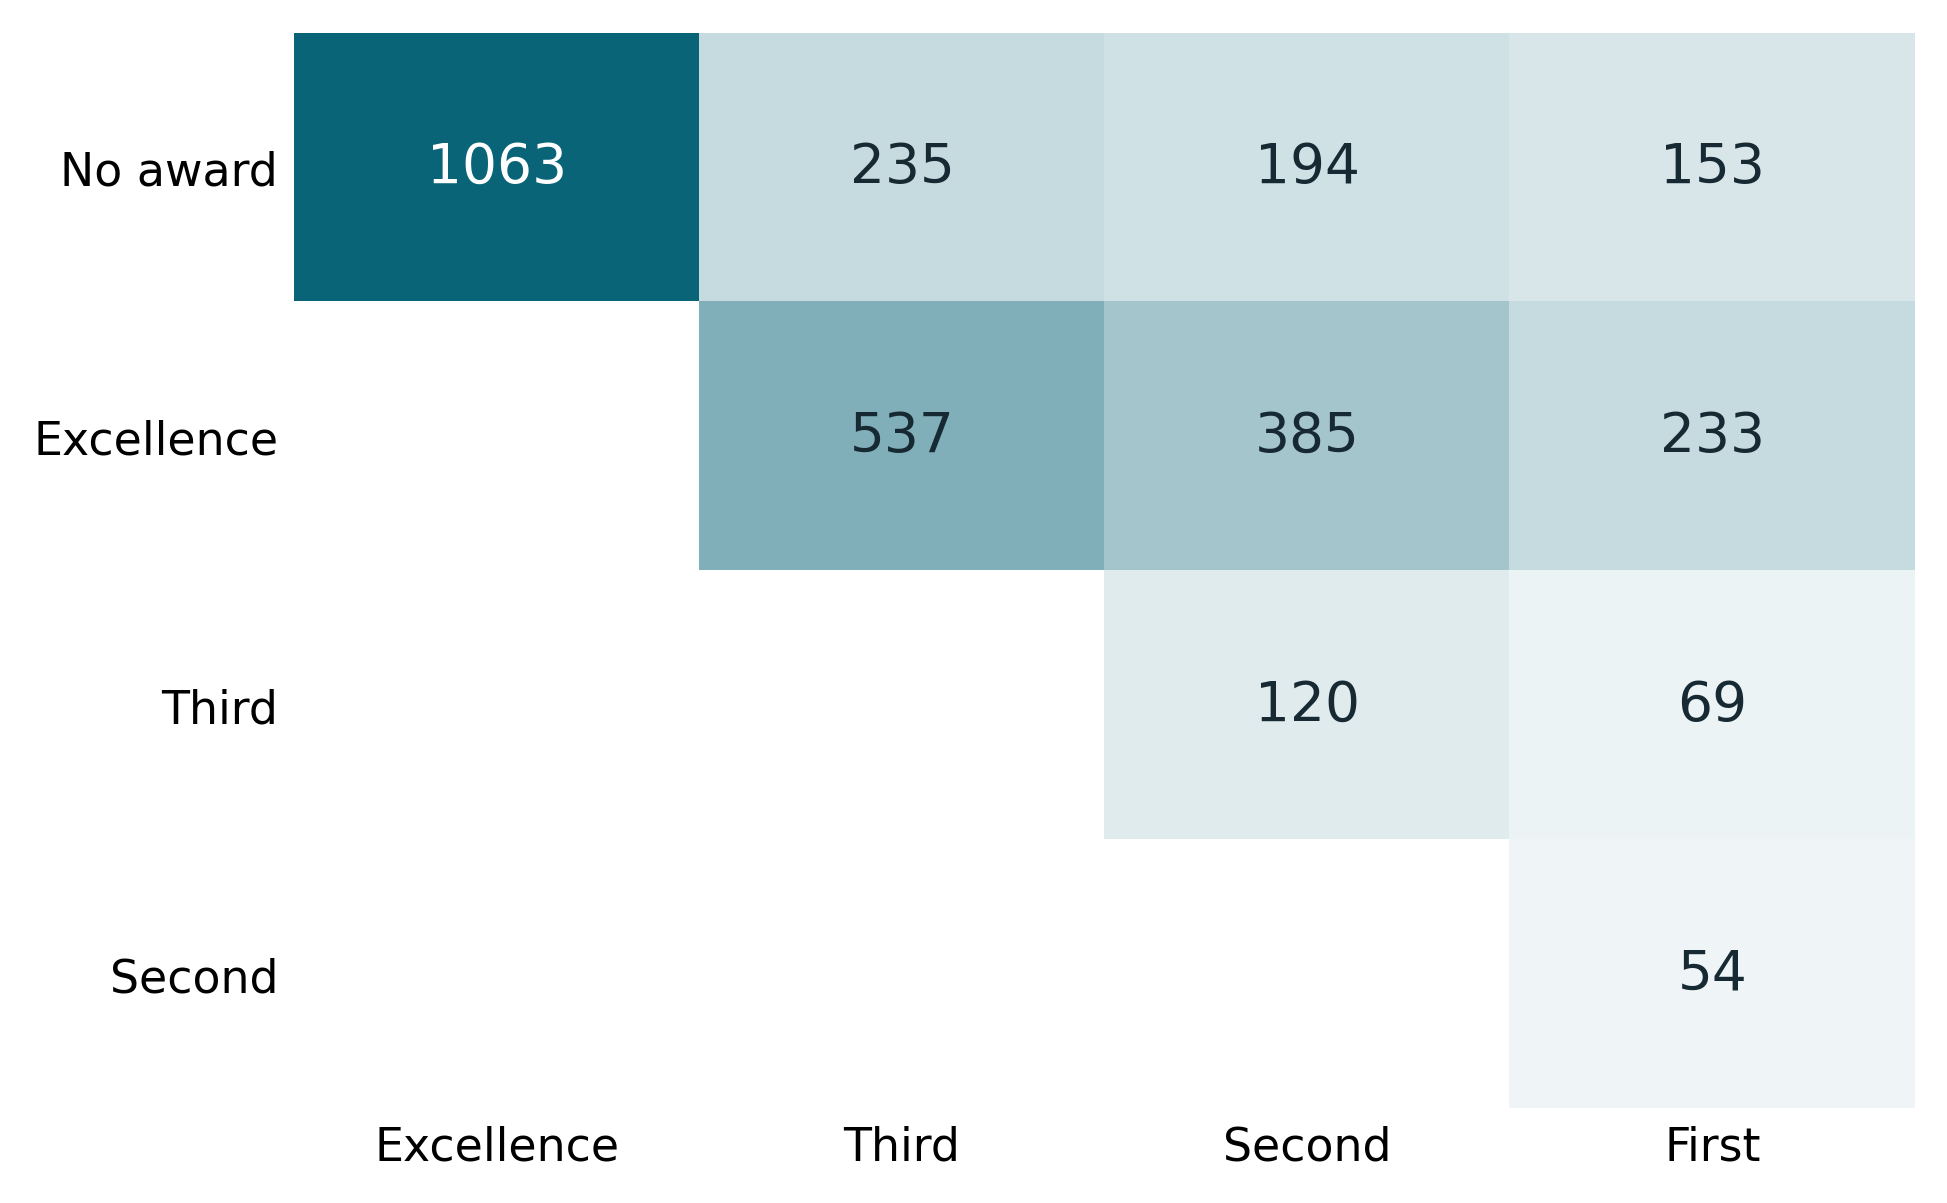 No award 1063 235 194 153
Excellence 537 385 233
Third 120 69
Second 54
Excellence Third Second First